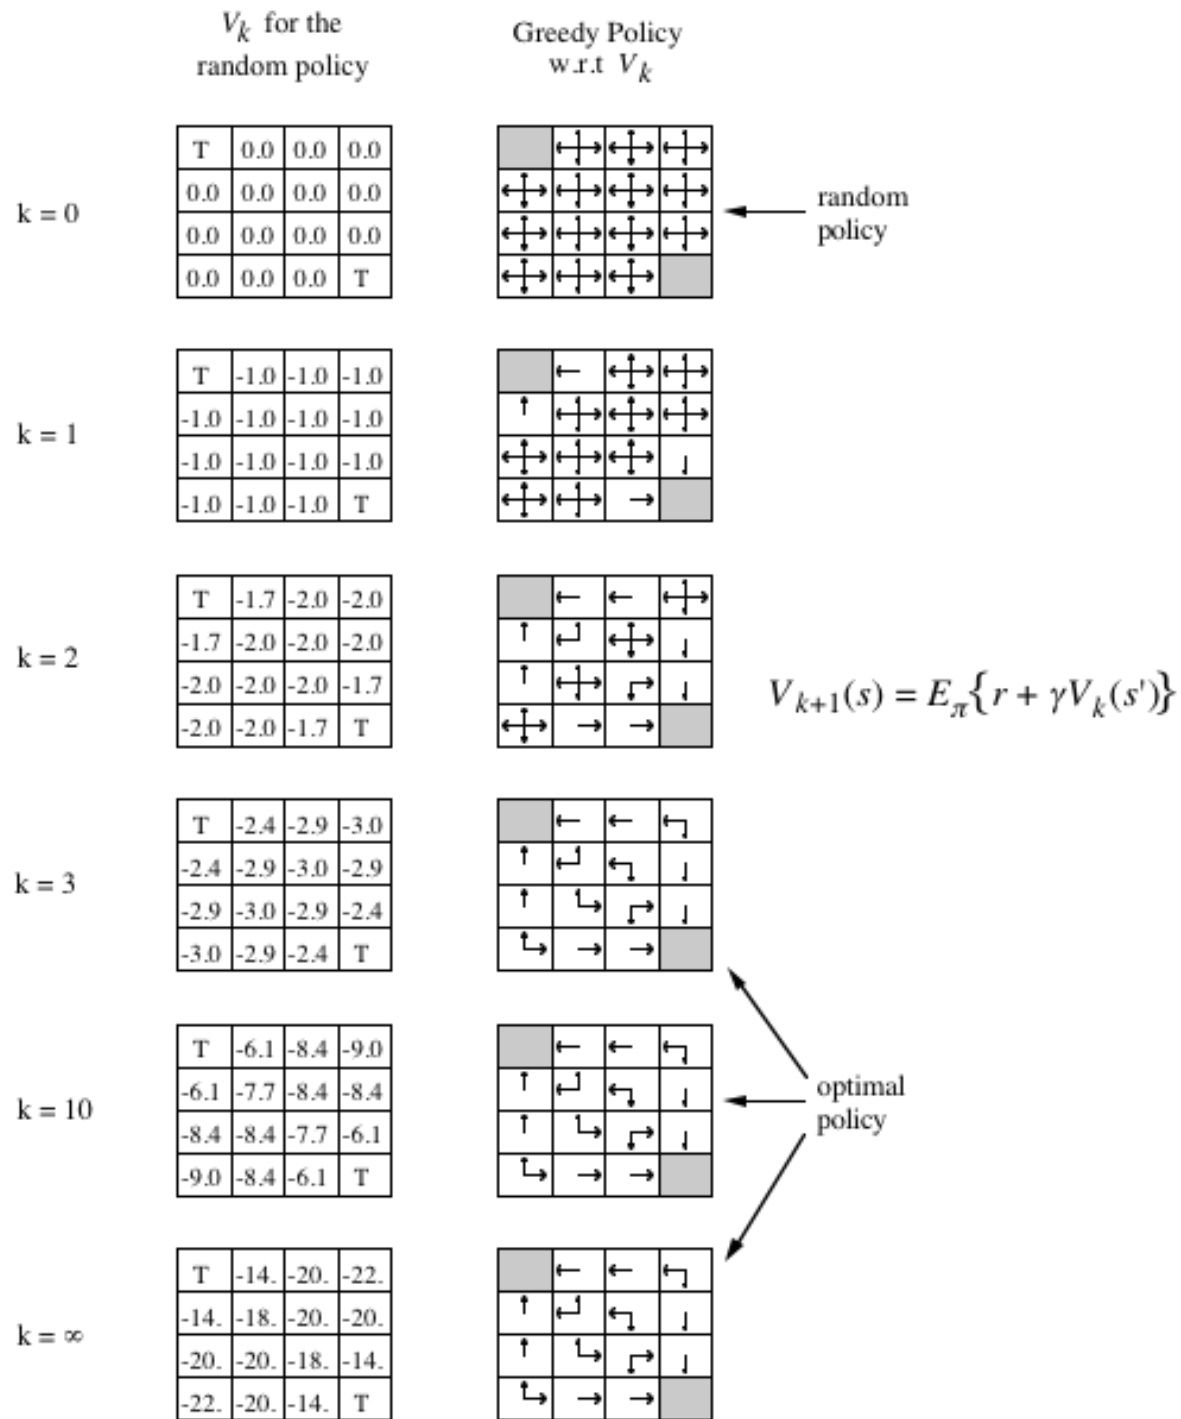 V_k for the
random policy
Greedy Policy
w.r.t V_k
k = 0
T 0.0 0.0 0.0
0.0 0.0 0.0 0.0
0.0 0.0 0.0 0.0
0.0 0.0 0.0 T
random
policy
k = 1
T -1.0 -1.0 -1.0
-1.0 -1.0 -1.0 -1.0
-1.0 -1.0 -1.0 -1.0
-1.0 -1.0 -1.0 T
k = 2
T -1.7 -2.0 -2.0
-1.7 -2.0 -2.0 -2.0
-2.0 -2.0 -2.0 -1.7
-2.0 -2.0 -1.7 T
V_{k+1}(s) = E_π{r + γV_k(s')}
k = 3
T -2.4 -2.9 -3.0
-2.4 -2.9 -3.0 -2.9
-2.9 -3.0 -2.9 -2.4
-3.0 -2.9 -2.4 T
k = 10
T -6.1 -8.4 -9.0
-6.1 -7.7 -8.4 -8.4
-8.4 -8.4 -7.7 -6.1
-9.0 -8.4 -6.1 T
optimal
policy
k = ∞
T -14. -20. -22.
-14. -18. -20. -20.
-20. -20. -18. -14.
-22. -20. -14. T